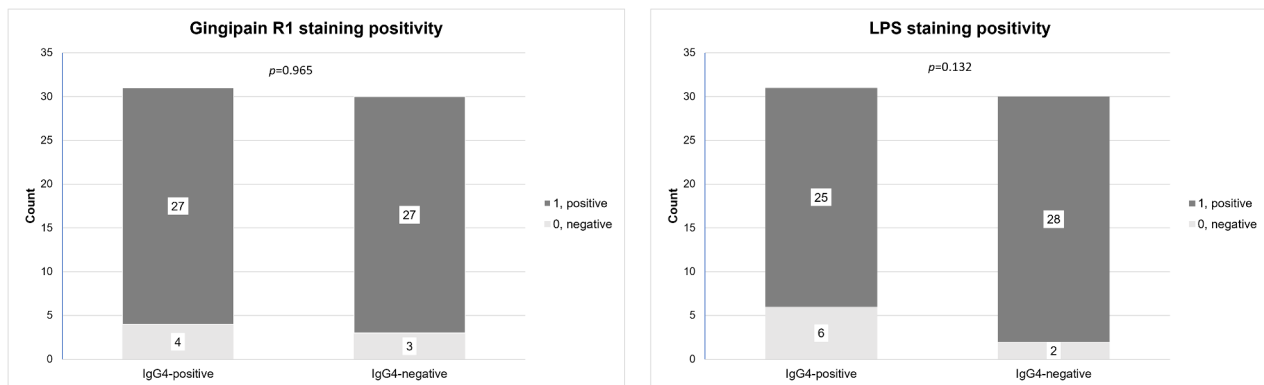 Gingipain R1 staining positivity
35
30
25
20
15
10
5
0
Count
p=0.965
27
27
4
3
IgG4-positive
IgG4-negative
1, positive
0, negative
LPS staining positivity
35
30
25
20
15
10
5
0
Count
p=0.132
25
28
6
2
IgG4-positive
IgG4-negative
1, positive
0, negative